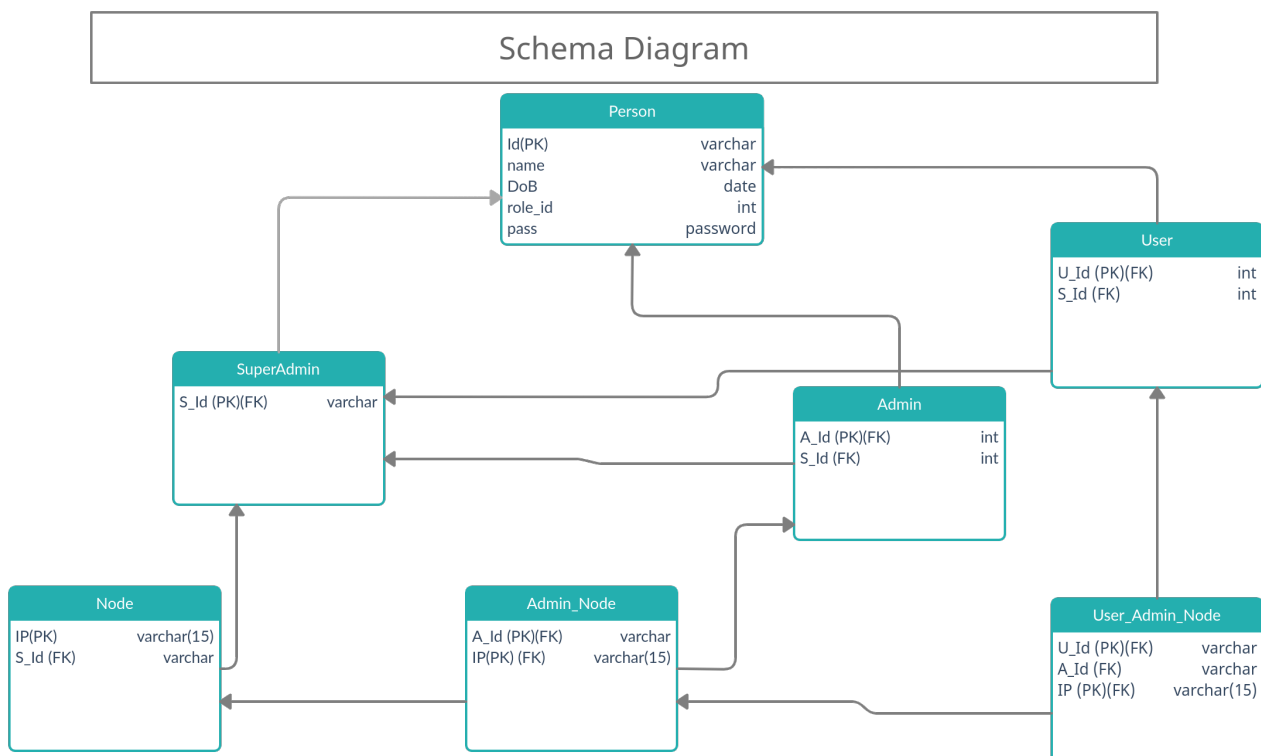 Schema Diagram
Person
Id(PK) varchar
name varchar
DoB date
role_id int
pass password
User
U_Id (PK)(FK) int
S_Id (FK) int
SuperAdmin
S_Id (PK)(FK) varchar
Admin
A_Id (PK)(FK) int
S_Id (FK) int
Node
IP(PK) varchar(15)
S_Id (FK) varchar
Admin_Node
A_Id (PK)(FK) varchar
IP(PK) (FK) varchar(15)
User_Admin_Node
U_Id (PK)(FK) varchar
A_Id (FK) varchar
IP (PK)(FK) varchar(15)